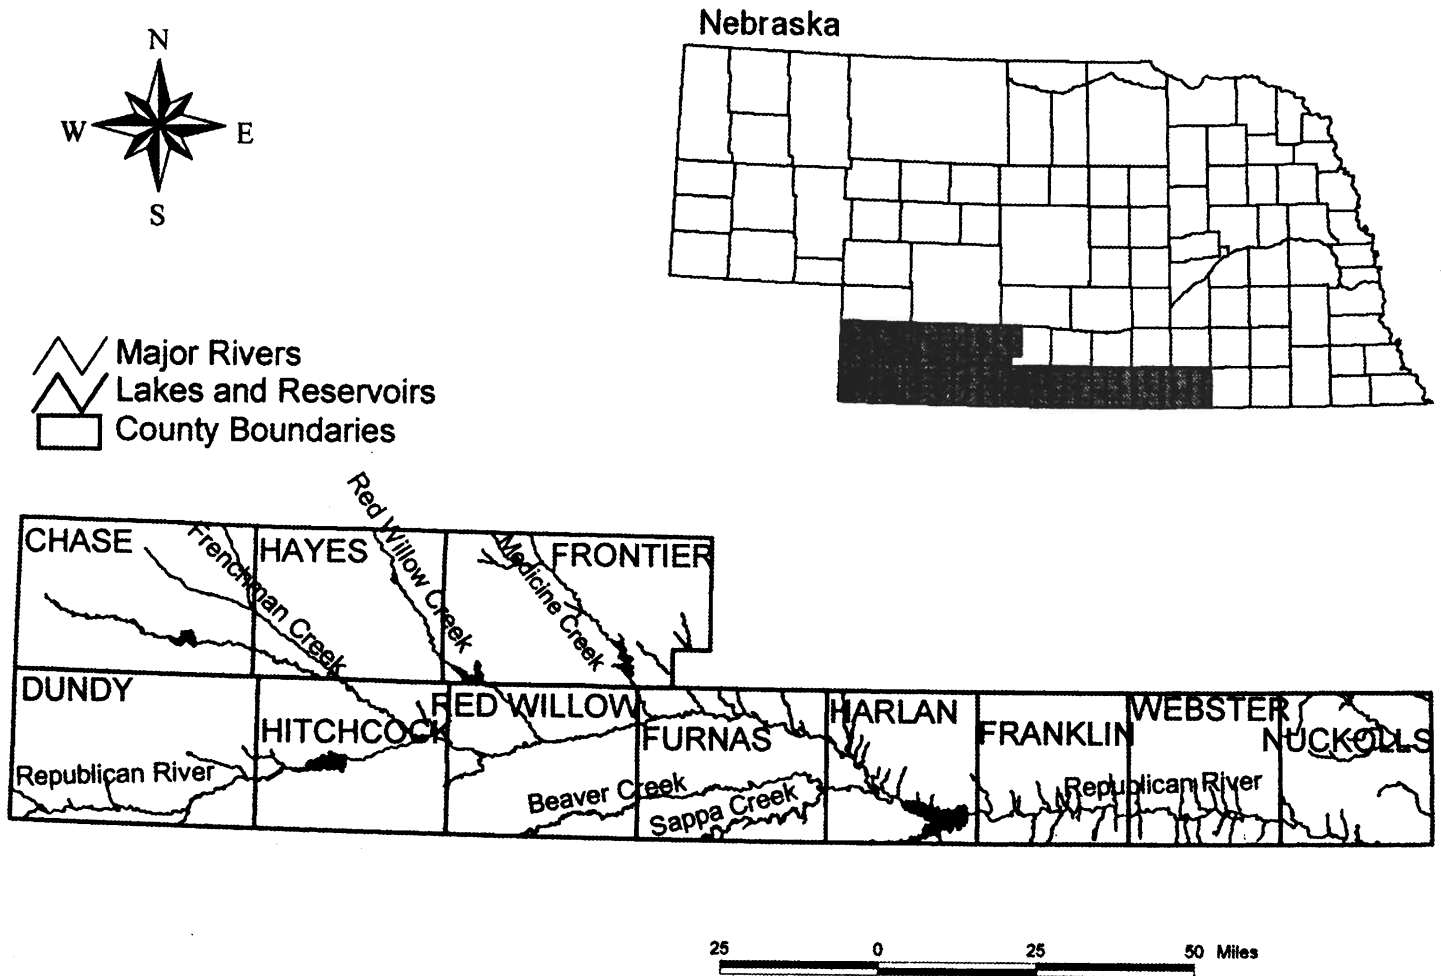 Nebraska
N
W
E
S
Major Rivers
Lakes and Reservoirs
County Boundaries
Red Willow Creek
CHASE
Frenchman Creek
HAYES
Medicine Creek
FRONTIER
DUNDY
HITCHCOCK
RED WILLOW
FURNAS
HARLAN
FRANKLIN
WEBSTER
NUCKOLLS
Republican River
Beaver Creek
Sappa Creek
Republican River
25 0 25 50 Miles